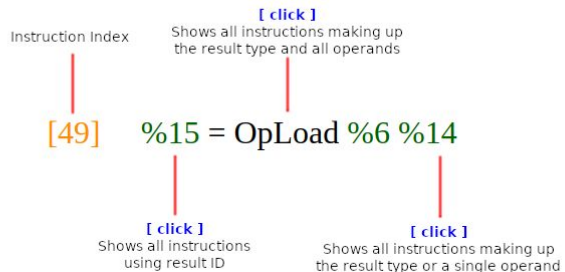 [ click ]
Shows all instructions making up
the result type and all operands
Instruction Index
[49] %15 = OpLoad %6 %14
[ click ]
Shows all instructions
using result ID
[ click ]
Shows all instructions making up
the result type or a single operand